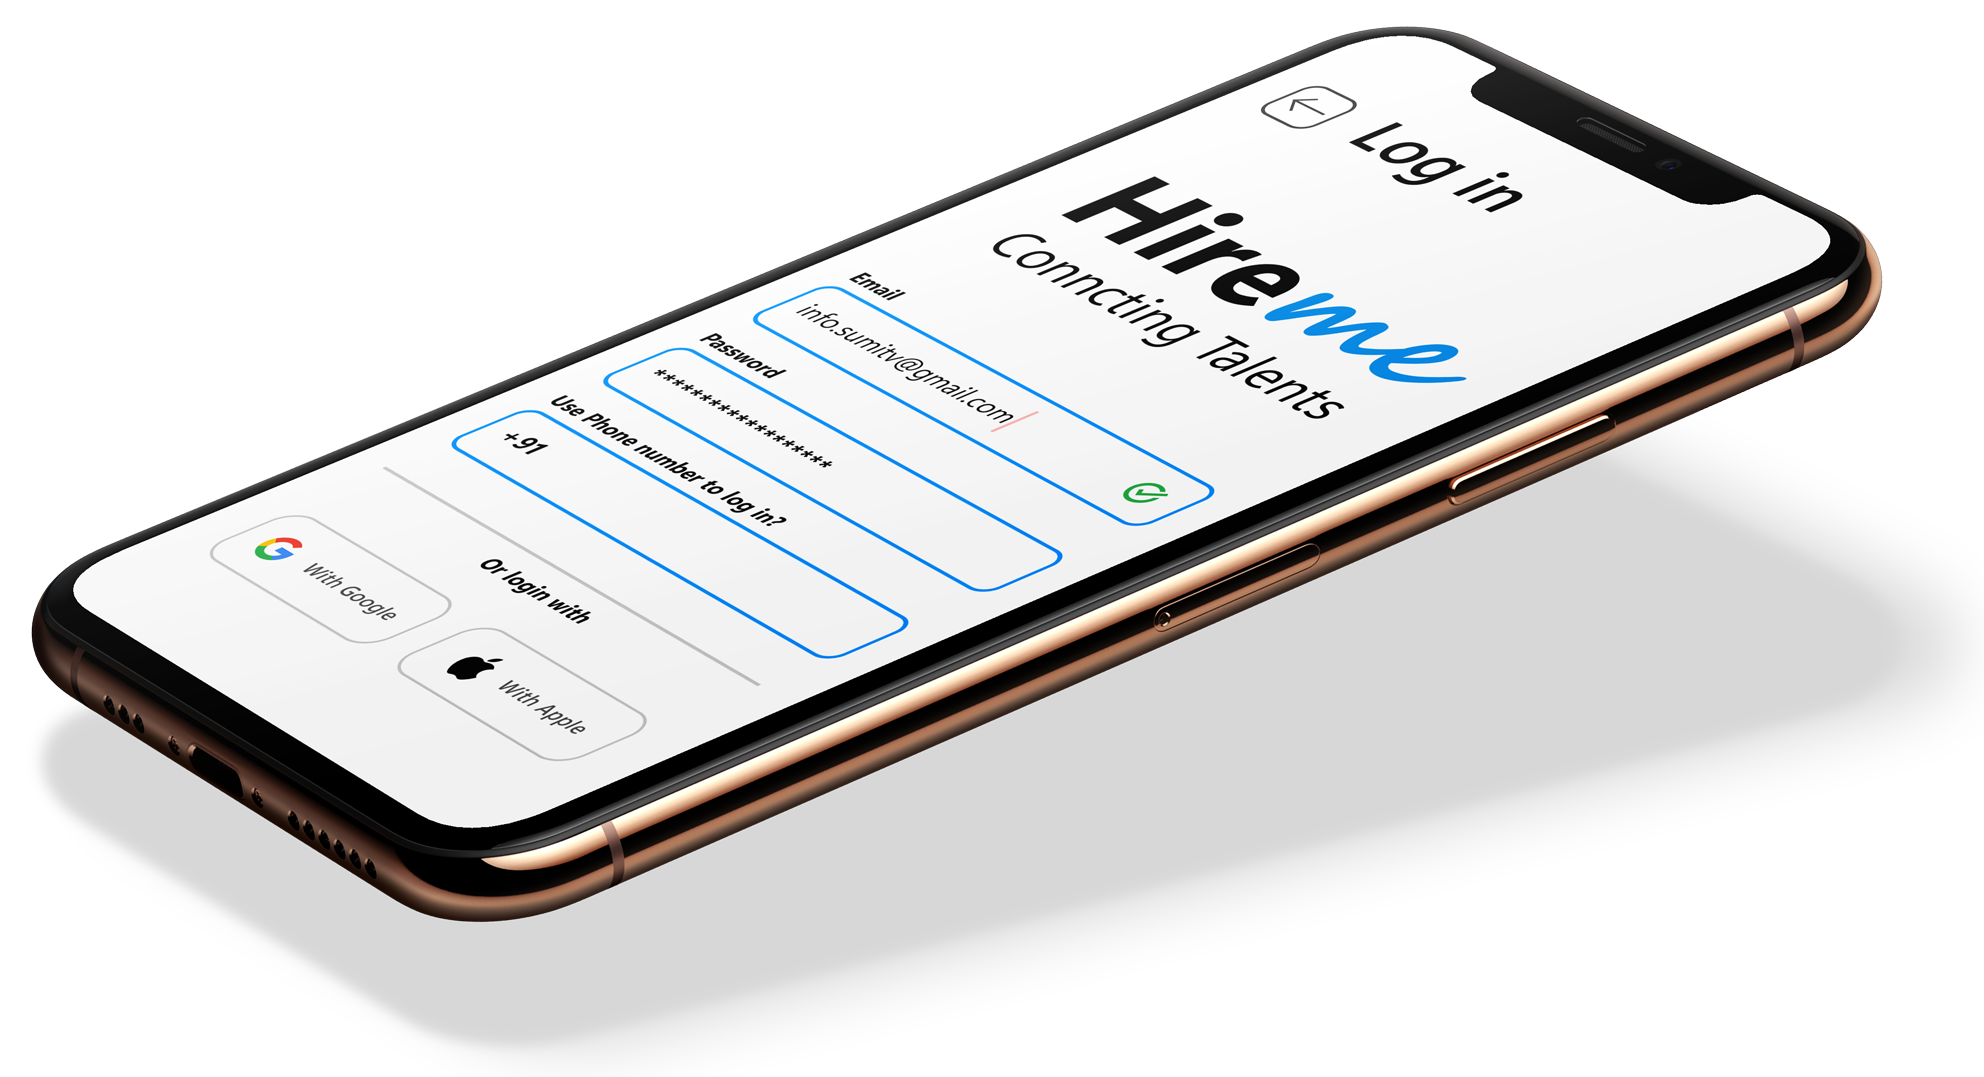 Log in
Hireme
Conncting Talents
Email
info.sumitv@gmail.com
Password
******************
Use Phone number to log in?
+91
Or login with
With Google
With Apple